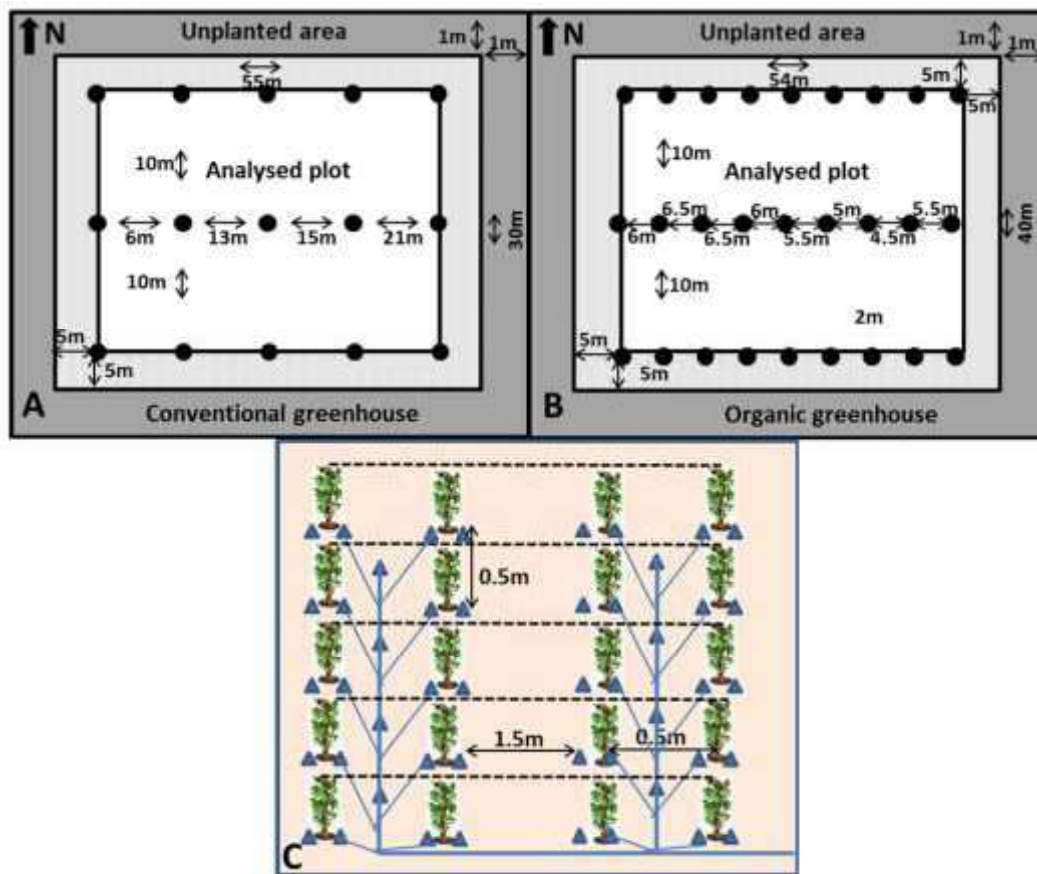 N Unplanted area 1m 1m
55m
10m
Analysed plot
6m 13m 15m 21m
30m
10m
5m
5m
A Conventional greenhouse
N Unplanted area 1m 1m
54m
5m
5m
10m
Analysed plot
6m 6.5m 6.5m 6m 5.5m 5m 4.5m 5.5m
40m
10m
2m
5m
5m
B Organic greenhouse
0.5m
1.5m 0.5m
C